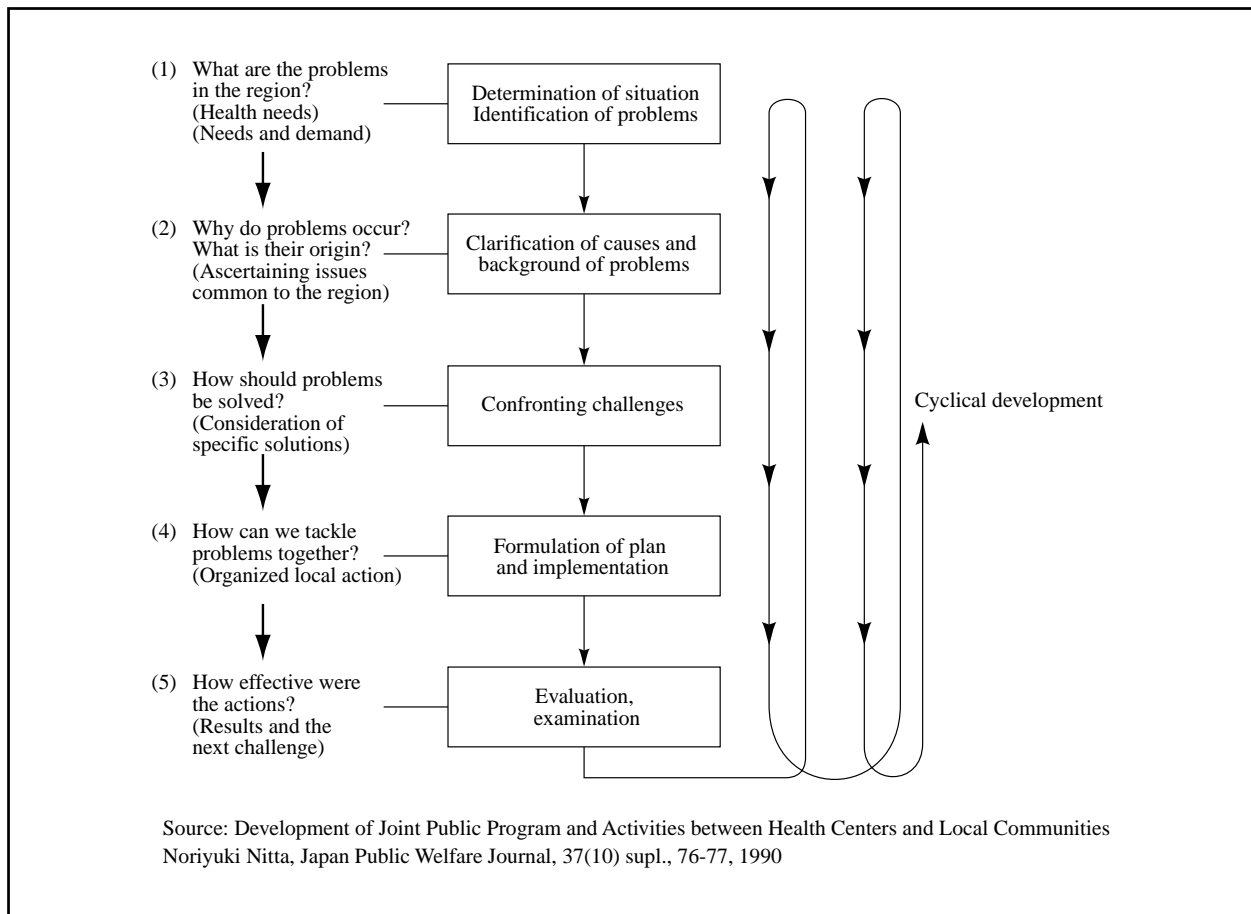 (1) What are the problems
in the region?
(Health needs)
(Needs and demand)
Determination of situation
Identification of problems
(2) Why do problems occur?
What is their origin?
(Ascertaining issues
common to the region)
Clarification of causes and
background of problems
(3) How should problems
be solved?
(Consideration of
specific solutions)
Confronting challenges
Cyclical development
(4) How can we tackle
problems together?
(Organized local action)
Formulation of plan
and implementation
(5) How effective were
the actions?
(Results and the
next challenge)
Evaluation,
examination
Source: Development of Joint Public Program and Activities between Health Centers and Local Communities
Noriyuki Nitta, Japan Public Welfare Journal, 37(10) supl., 76-77, 1990